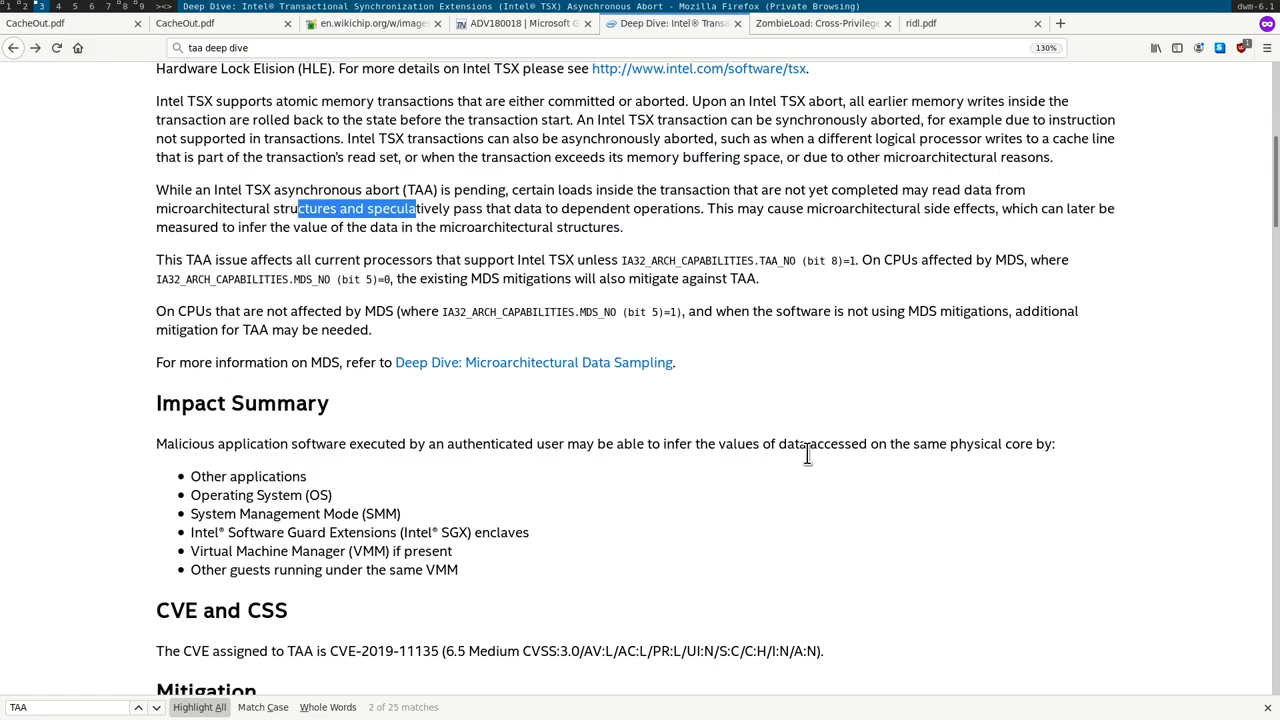 1 2 3 4 5 6 7 8 9 ><> Deep Dive: Intel® Transactional Synchronization Extensions (Intel® TSX) Asynchronous Abort - Mozilla Firefox (Private Browsing) dwm-6.1
CacheOut.pdf × CacheOut.pdf × en.wikichip.org/w/images × ADV180018 | Microsoft G × Deep Dive: Intel® Transa × ZombieLoad: Cross-Privilege × ridl.pdf × +
taa deep dive 130%
Hardware Lock Elision (HLE). For more details on Intel TSX please see http://www.intel.com/software/tsx.
Intel TSX supports atomic memory transactions that are either committed or aborted. Upon an Intel TSX abort, all earlier memory writes inside the
transaction are rolled back to the state before the transaction start. An Intel TSX transaction can be synchronously aborted, for example due to instruction
not supported in transactions. Intel TSX transactions can also be asynchronously aborted, such as when a different logical processor writes to a cache line
that is part of the transaction's read set, or when the transaction exceeds its memory buffering space, or due to other microarchitectural reasons.
While an Intel TSX asynchronous abort (TAA) is pending, certain loads inside the transaction that are not yet completed may read data from
microarchitectural structures and speculatively pass that data to dependent operations. This may cause microarchitectural side effects, which can later be
measured to infer the value of the data in the microarchitectural structures.
This TAA issue affects all current processors that support Intel TSX unless IA32_ARCH_CAPABILITIES.TAA_NO (bit 8)=1. On CPUs affected by MDS, where
IA32_ARCH_CAPABILITIES.MDS_NO (bit 5)=0, the existing MDS mitigations will also mitigate against TAA.
On CPUs that are not affected by MDS (where IA32_ARCH_CAPABILITIES.MDS_NO (bit 5)=1), and when the software is not using MDS mitigations, additional
mitigation for TAA may be needed.
For more information on MDS, refer to Deep Dive: Microarchitectural Data Sampling.
Impact Summary
Malicious application software executed by an authenticated user may be able to infer the values of data accessed on the same physical core by:
• Other applications
• Operating System (OS)
• System Management Mode (SMM)
• Intel® Software Guard Extensions (Intel® SGX) enclaves
• Virtual Machine Manager (VMM) if present
• Other guests running under the same VMM
CVE and CSS
The CVE assigned to TAA is CVE-2019-11135 (6.5 Medium CVSS:3.0/AV:L/AC:L/PR:L/UI:N/S:C/C:H/I:N/A:N).
Mitigation
TAA Highlight All Match Case Whole Words 2 of 25 matches ×